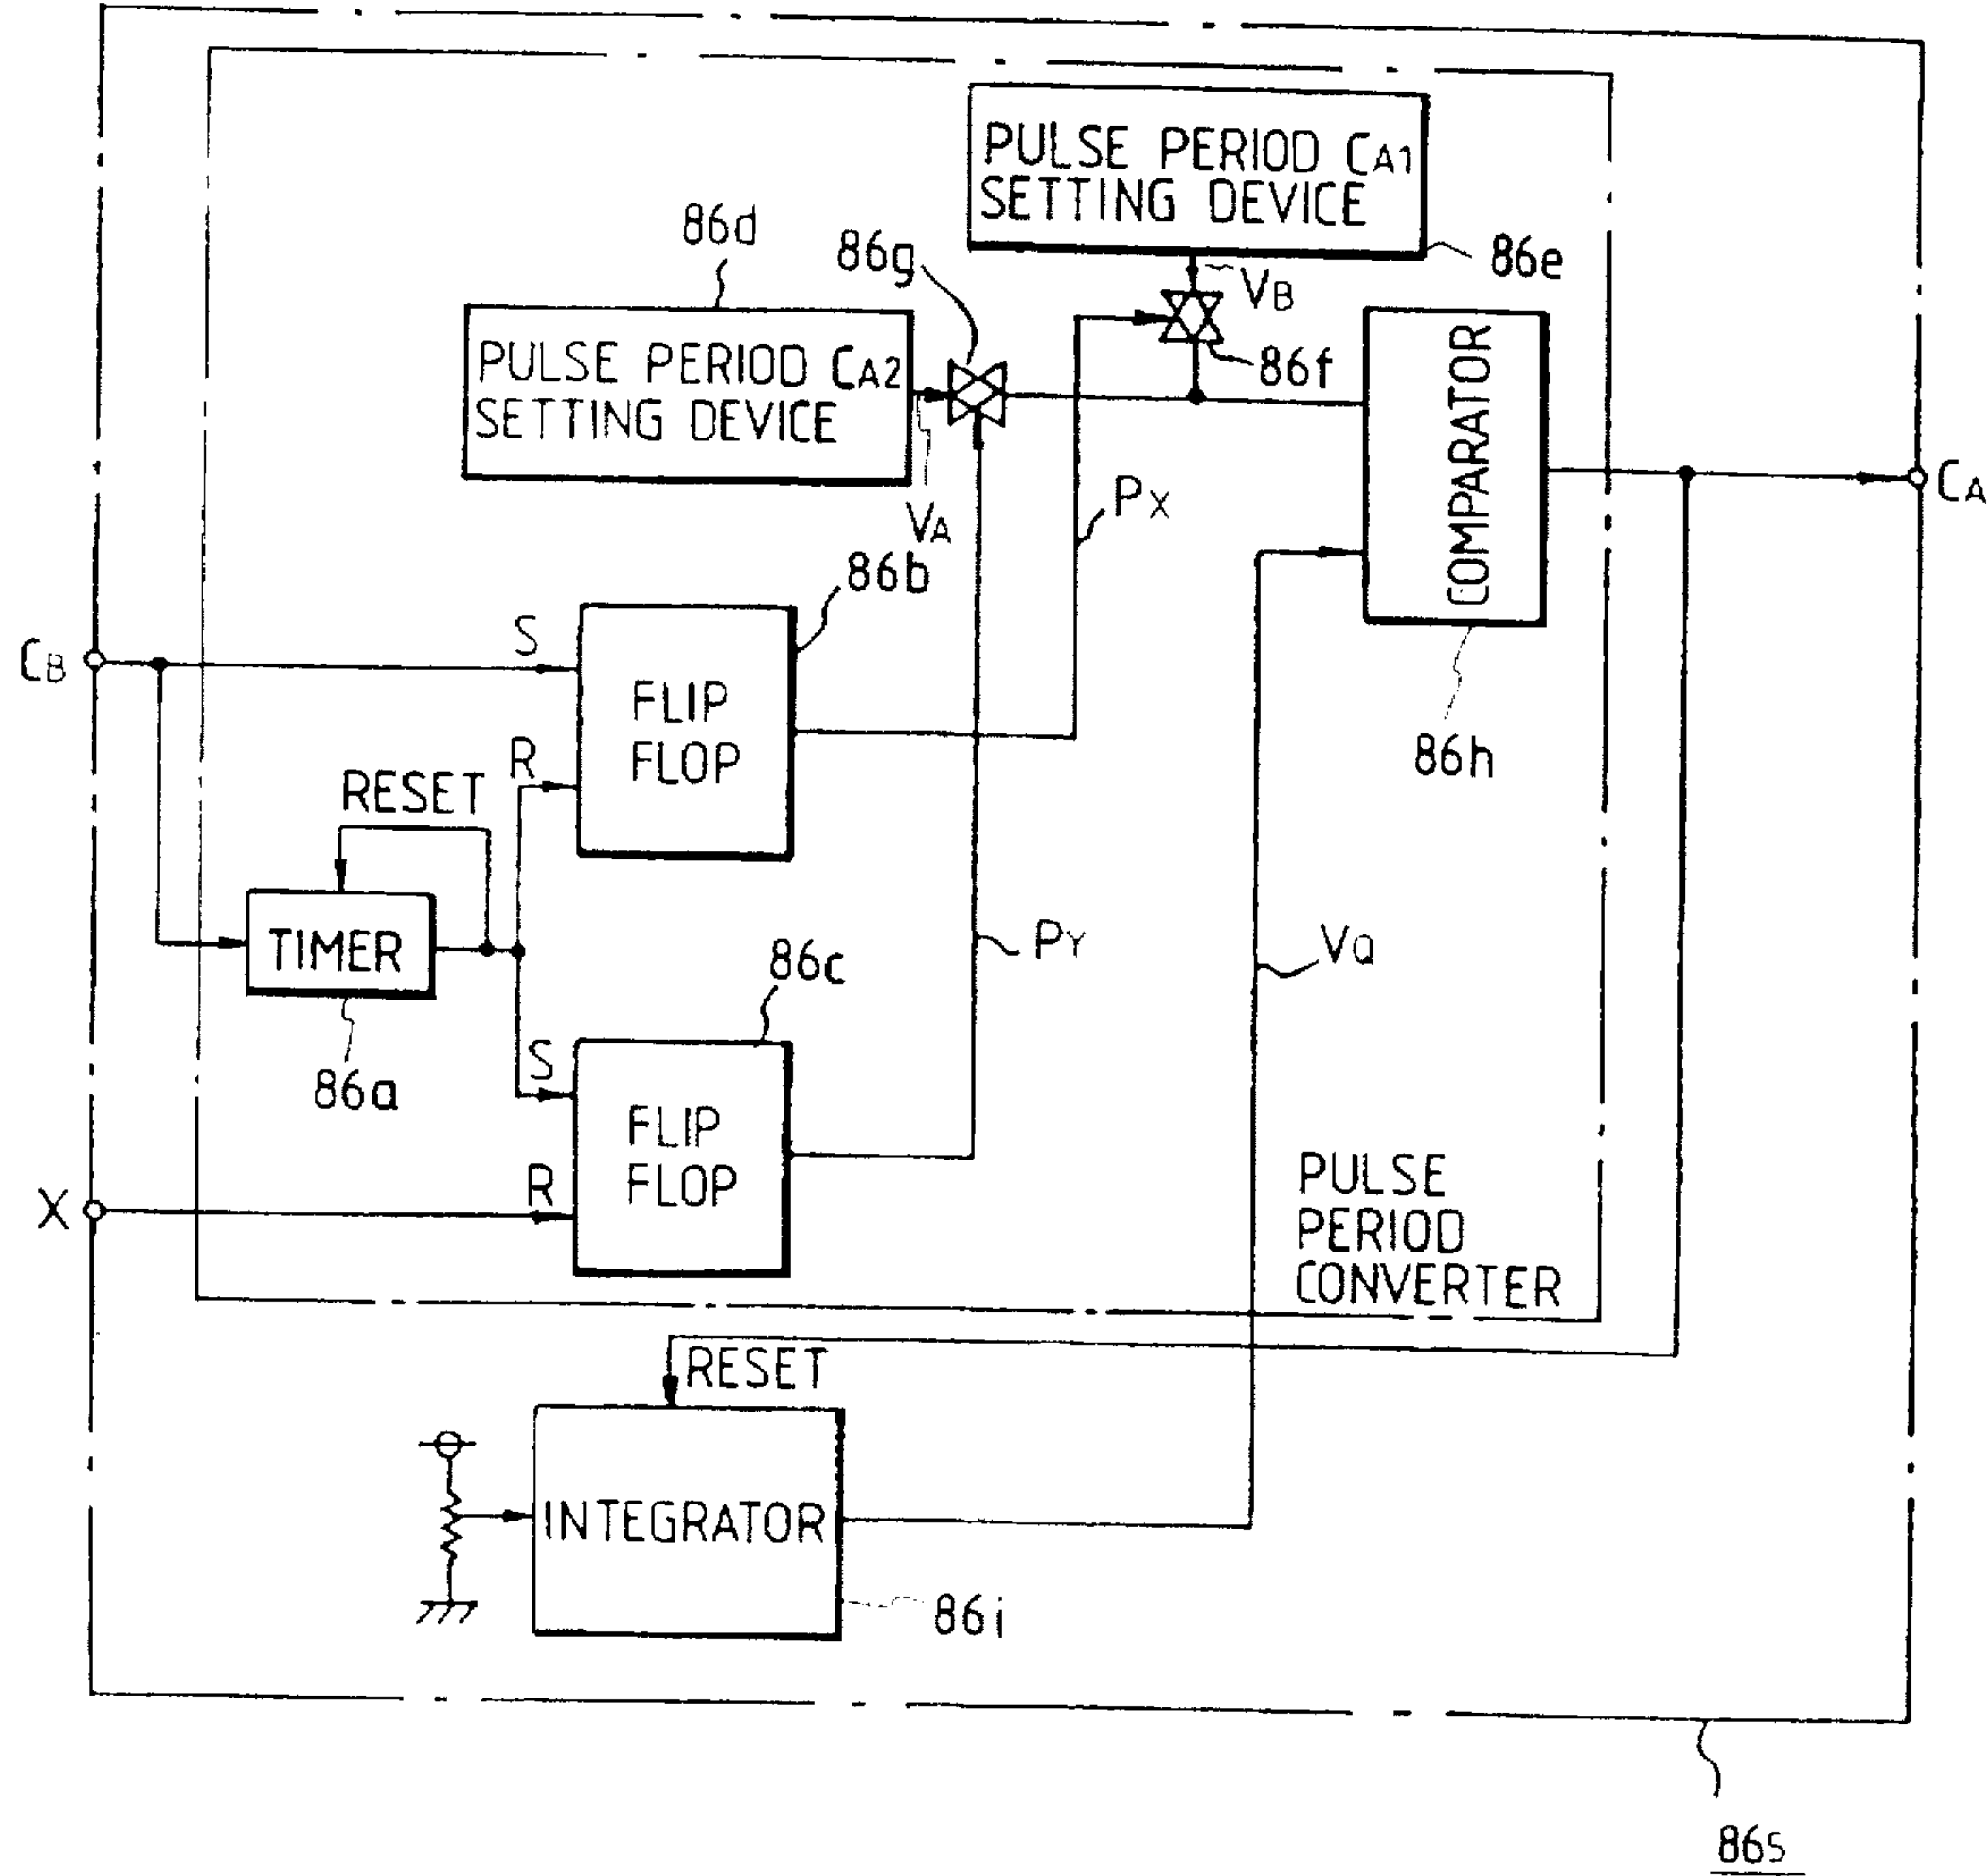 PULSE PERIOD CA1
SETTING DEVICE
86e
86d
86g
VB
86f
PULSE PERIOD CA2
SETTING DEVICE
VA
COMPARATOR
CA
PX
86b
CB
S
FLIP
FLOP
R
86h
RESET
TIMER
86a
PY
Va
86c
S
FLIP
FLOP
R
X
PULSE
PERIOD
CONVERTER
RESET
INTEGRATOR
86i
86s